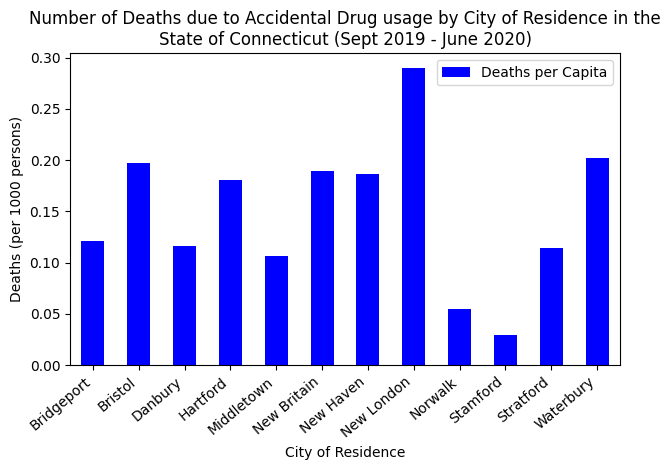 Number of Deaths due to Accidental Drug usage by City of Residence in the
State of Connecticut (Sept 2019 - June 2020)
Deaths per Capita
Deaths (per 1000 persons)
0.30
0.25
0.20
0.15
0.10
0.05
0.00
Bridgeport
Bristol
Danbury
Hartford
Middletown
New Britain
New Haven
New London
Norwalk
Stamford
Stratford
Waterbury
City of Residence